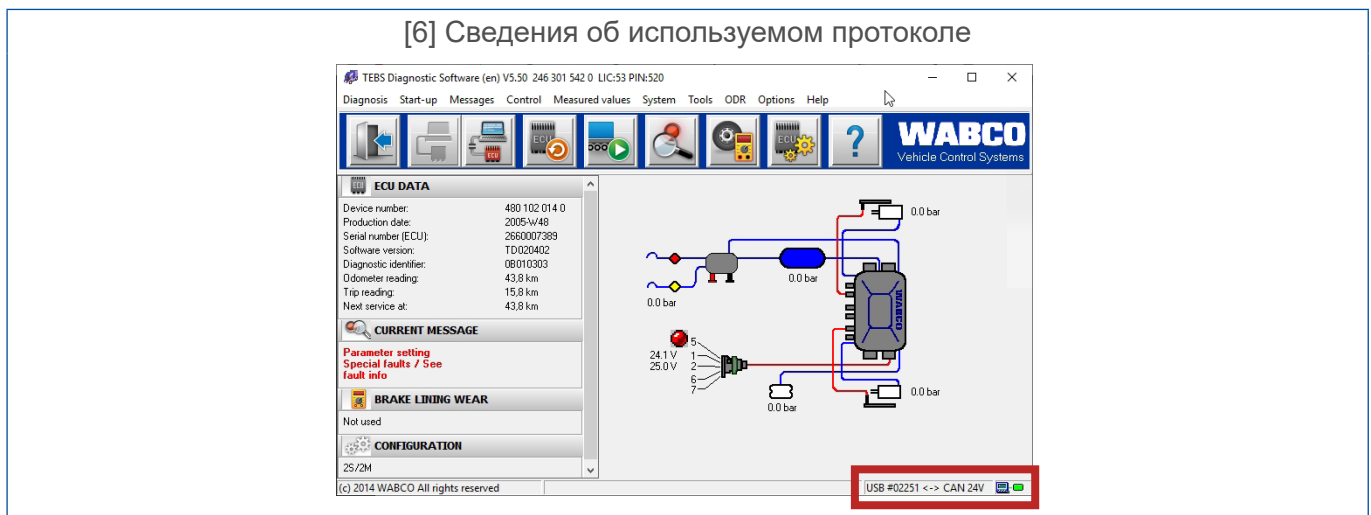 [6] Сведения об используемом протоколе
TEBS Diagnostic Software (en) V5.50 246 301 542 0 LIC:53 PIN:520
Diagnosis Start-up Messages Control Measured values System Tools ODR Options Help
ECU
ECU
ECU
?
WABCO
Vehicle Control Systems
ECU DATA
Device number: 480 102 014 0
Production date: 2005-W48
Serial number (ECU): 2660007389
Software version: TD020402
Diagnostic identifier: 0B010303
Odometer reading: 43,8 km
Trip reading: 15,8 km
Next service at: 43,8 km
CURRENT MESSAGE
Parameter setting
Special faults / See
fault info
BRAKE LINING WEAR
Not used
CONFIGURATION
2S/2M
0.0 bar
0.0 bar
0.0 bar
WABCO
5
24.1 V 1
25.0 V 2
6
7
0.0 bar
0.0 bar
(c) 2014 WABCO All rights reserved
USB #02251 <-> CAN 24V